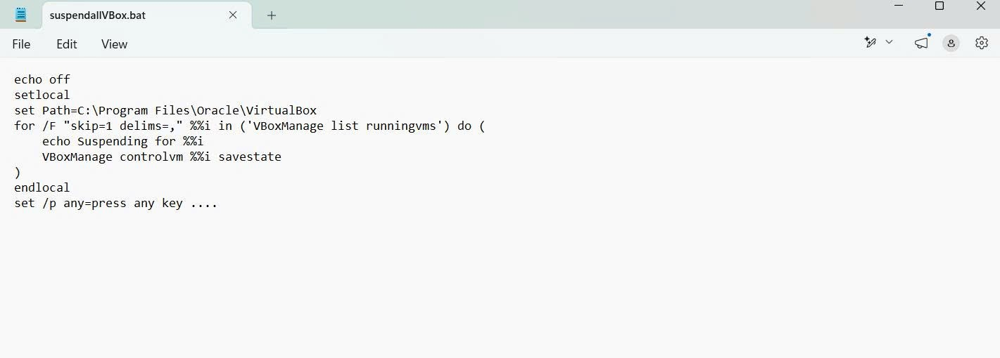 suspendallVBox.bat
File Edit View
echo off
setlocal
set Path=C:\Program Files\Oracle\VirtualBox
for /F "skip=1 delims=," %%i in ('VBoxManage list runningvms') do (
    echo Suspending for %%i
    VBoxManage controlvm %%i savestate
)
endlocal
set /p any=press any key ....